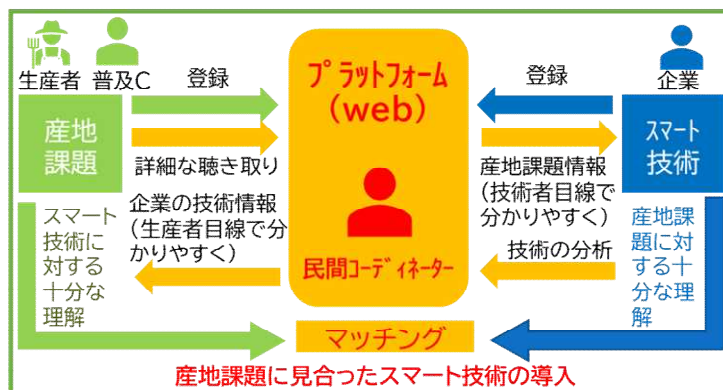 生産者 普及C
登録
産地
課題
詳細な聴き取り
企業の技術情報
(生産者目線で分
かりやすく)
スマート
技術に
対する
十分な
理解
プラットフォーム
(web)
民間コーディネーター
マッチング
登録
企業
スマート
技術
産地課題情報
(技術者目線で
分かりやすく)
技術の分析
産地課
題に対
する十
分な理
解
産地課題に見合ったスマート技術の導入